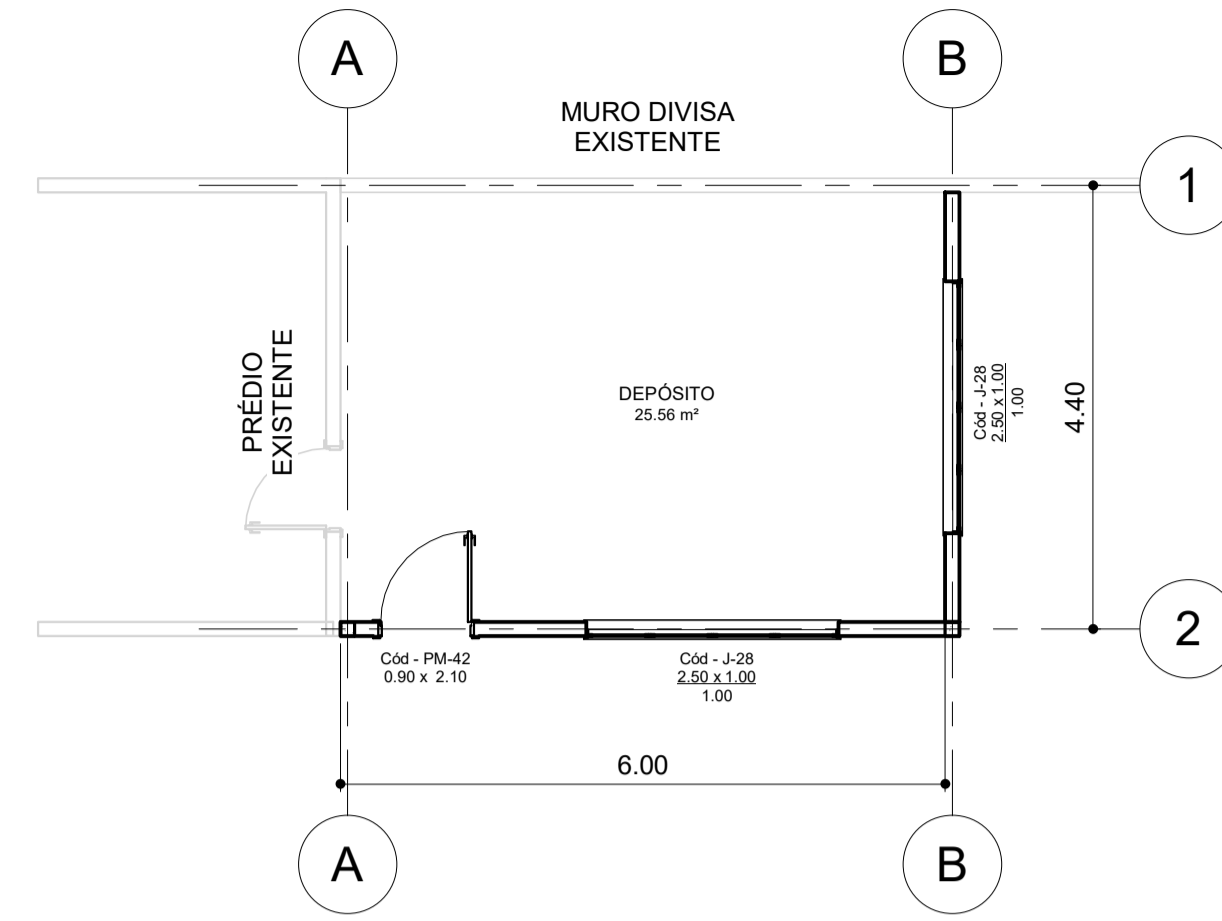 A
B
MURO DIVISA
EXISTENTE
1
PRÉDIO
EXISTENTE
DEPÓSITO
25.56 m²
Cód - J-28
2.50 x 1.00
1.00
4.40
2
Cód - PM-42
0.90 x 2.10
Cód - J-28
2.50 x 1.00
1.00
6.00
A
B